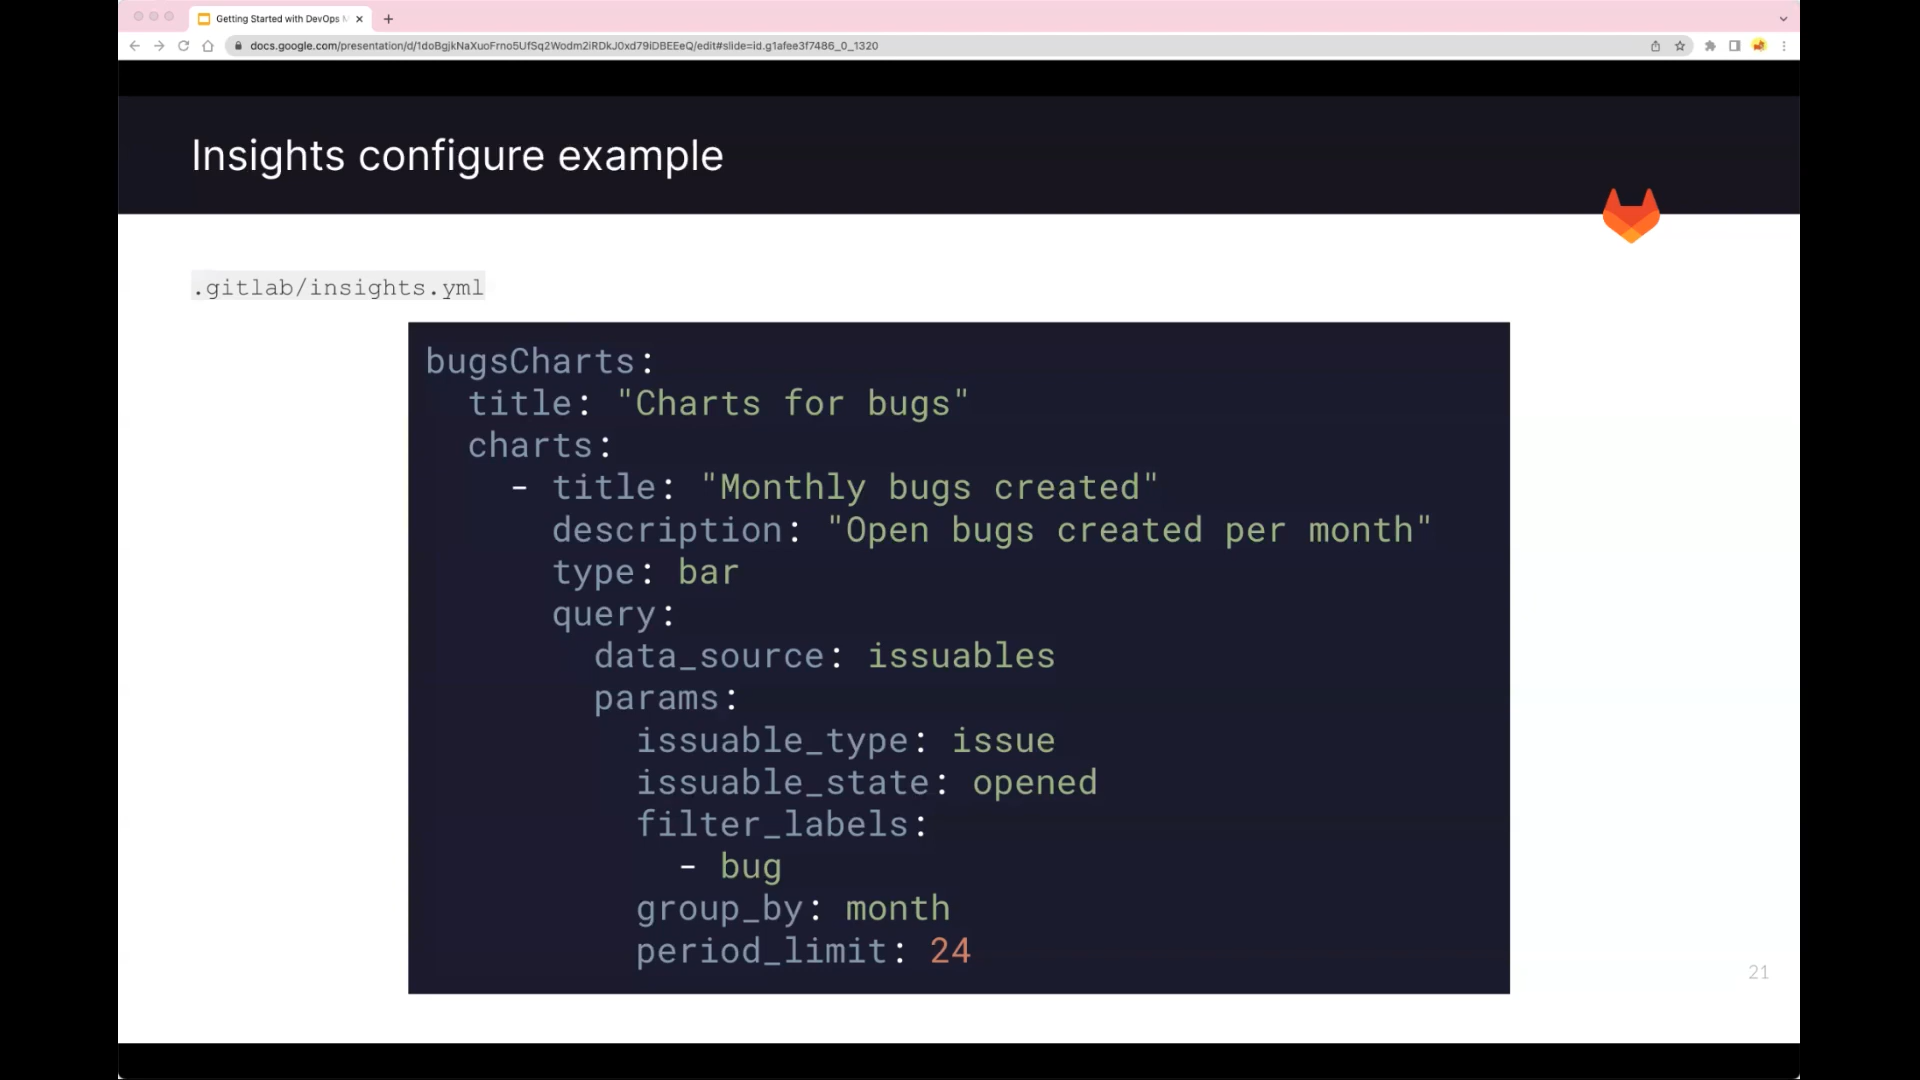 Getting Started with DevOps
docs.google.com/presentation/d/1doBgjkNaXuoFrno5UfSq2Wodm2iRDkJ0xd79iDBEEeQ/edit#slide=id.g1afee3f7486_0_1320
Insights configure example
.gitlab/insights.yml
bugsCharts:
  title: "Charts for bugs"
  charts:
    - title: "Monthly bugs created"
      description: "Open bugs created per month"
      type: bar
      query:
        data_source: issuables
        params:
          issuable_type: issue
          issuable_state: opened
          filter_labels:
            - bug
          group_by: month
          period_limit: 24
21